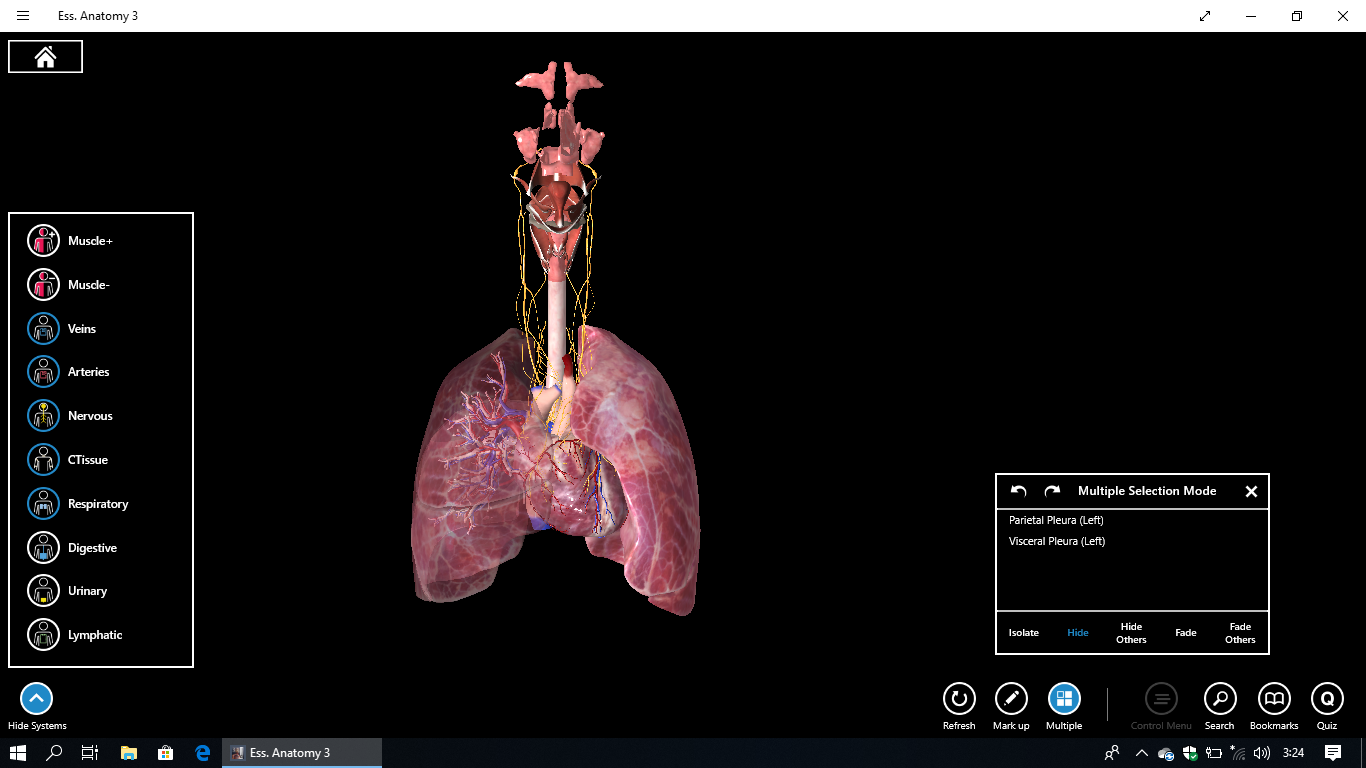 Ess. Anatomy 3
Muscle+
Muscle-
Veins
Arteries
Nervous
CTissue
Respiratory
Digestive
Urinary
Lymphatic
Hide Systems
Multiple Selection Mode
Parietal Pleura (Left)
Visceral Pleura (Left)
Isolate
Hide
Hide
Others
Fade
Fade
Others
Refresh
Mark up
Multiple
Control Menu
Search
Bookmarks
Q
Quiz
Ess. Anatomy 3
3:24